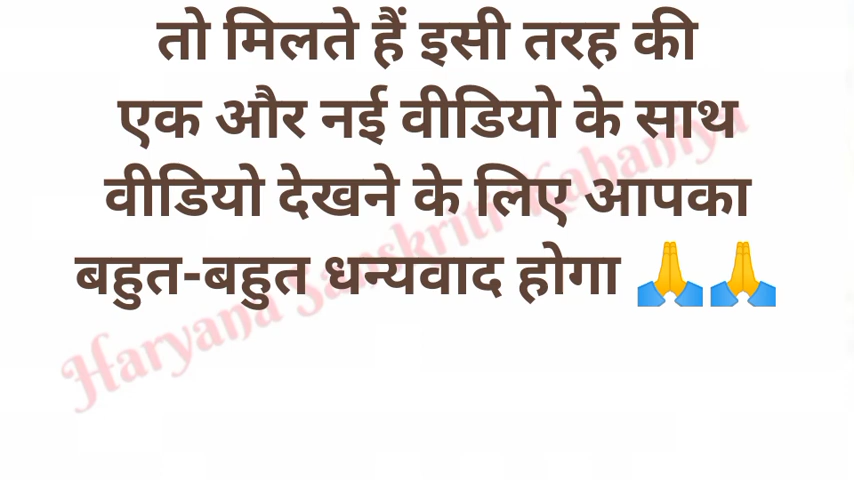 तो मिलते हैं इसी तरह की
एक और नई वीडियो के साथ
वीडियो देखने के लिए आपका
बहुत-बहुत धन्यवाद होगा 🙏🙏
Haryana Sanskriti Kahaniya